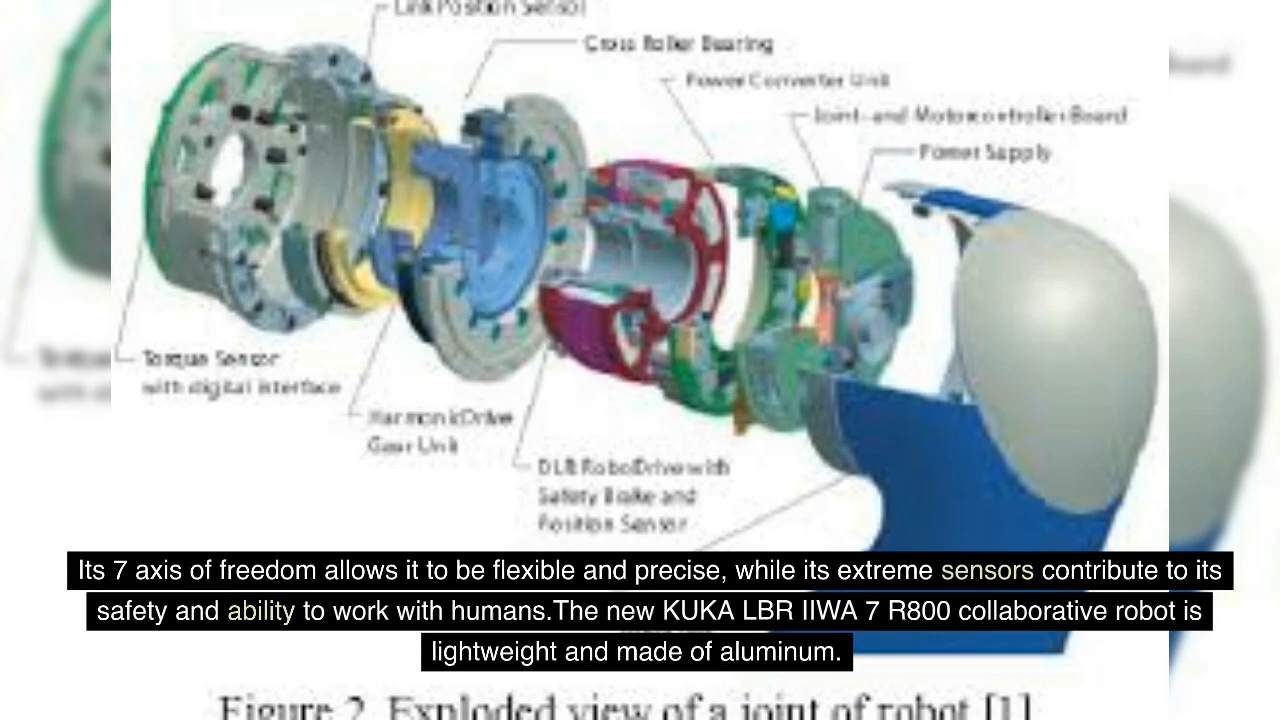 Link Position Sensor
Cross Roller Bearing
Power Converter Unit
Joint- and Motorcontroller Board
Power Supply
Torque Sensor
with digital interface
HarmonicDrive
Gear Unit
DLR RoboDrive with
Safety Brake and
Position Sensor
Its 7 axis of freedom allows it to be flexible and precise, while its extreme sensors contribute to its
safety and ability to work with humans.The new KUKA LBR IIWA 7 R800 collaborative robot is
lightweight and made of aluminum.
Figure 2. Exploded view of a joint of robot [1]